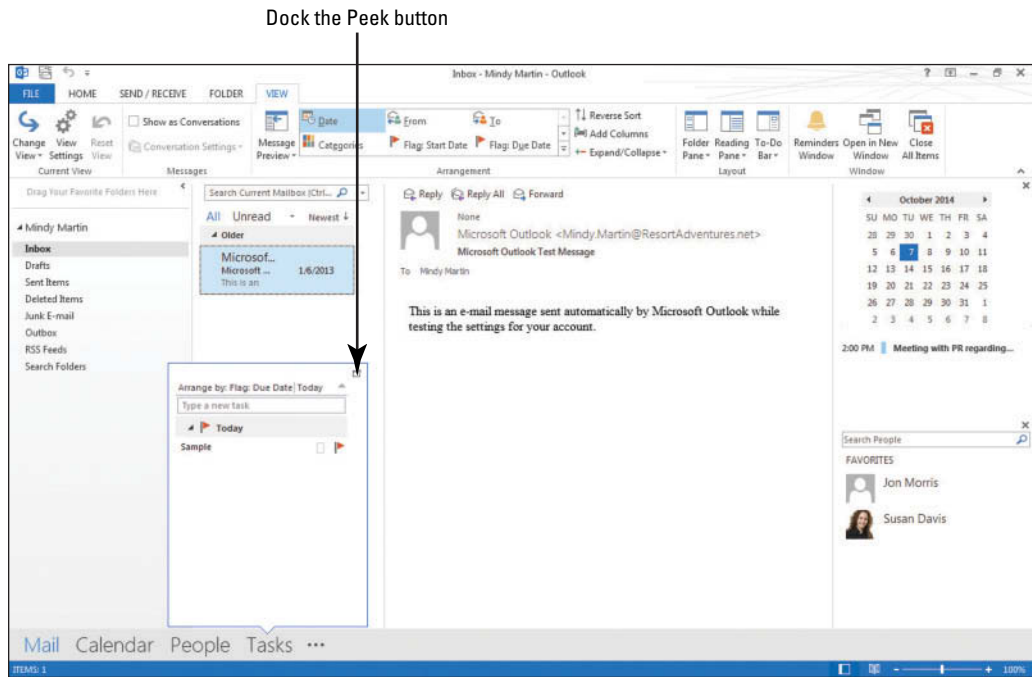 Dock the Peek button
Inbox - Mindy Martin - Outlook
FILE HOME SEND / RECEIVE FOLDER VIEW
Change View
View Settings
Reset View
Current View
Show as Conversations
Conversation Settings
Messages
Message Preview
Date
Categories
From
To
Flag: Start Date
Flag: Due Date
Reverse Sort
Add Columns
Expand/Collapse
Arrangement
Folder Pane
Reading Pane
To-Do Bar
Layout
Reminders Window
Open in New Window
Close All Items
Window
Drag Your Favorite Folders Here
Mindy Martin
Inbox
Drafts
Sent Items
Deleted Items
Junk E-mail
Outbox
RSS Feeds
Search Folders
Search Current Mailbox (Ctrl...
All Unread Newest
Older
Microsof...
Microsoft ... 1/6/2013
This is an
Reply Reply All Forward
None
Microsoft Outlook <Mindy.Martin@ResortAdventures.net>
Microsoft Outlook Test Message
To Mindy Martin
This is an e-mail message sent automatically by Microsoft Outlook while
testing the settings for your account.
October 2014
SU MO TU WE TH FR SA
28 29 30 1 2 3 4
5 6 7 8 9 10 11
12 13 14 15 16 17 18
19 20 21 22 23 24 25
26 27 28 29 30 31 1
2 3 4 5 6 7 8
2:00 PM Meeting with PR regarding...
Search People
FAVORITES
Jon Morris
Susan Davis
Arrange by: Flag: Due Date Today
Type a new task
Today
Sample
Mail Calendar People Tasks ...
ITEMS: 1
100%